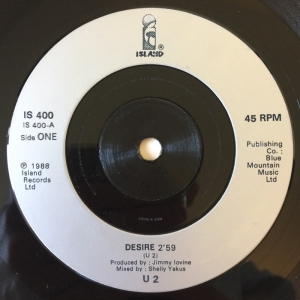 ISLAND ®
IS 400
IS 400-A
Side ONE
45 RPM
℗ 1988
Island
Records
Ltd
Publishing
Co. : Blue
Mountain
Music Ltd
DESIRE 2'59
(U 2)
Produced by : Jimmy Iovine
Mixed by : Shelly Yakus
U 2